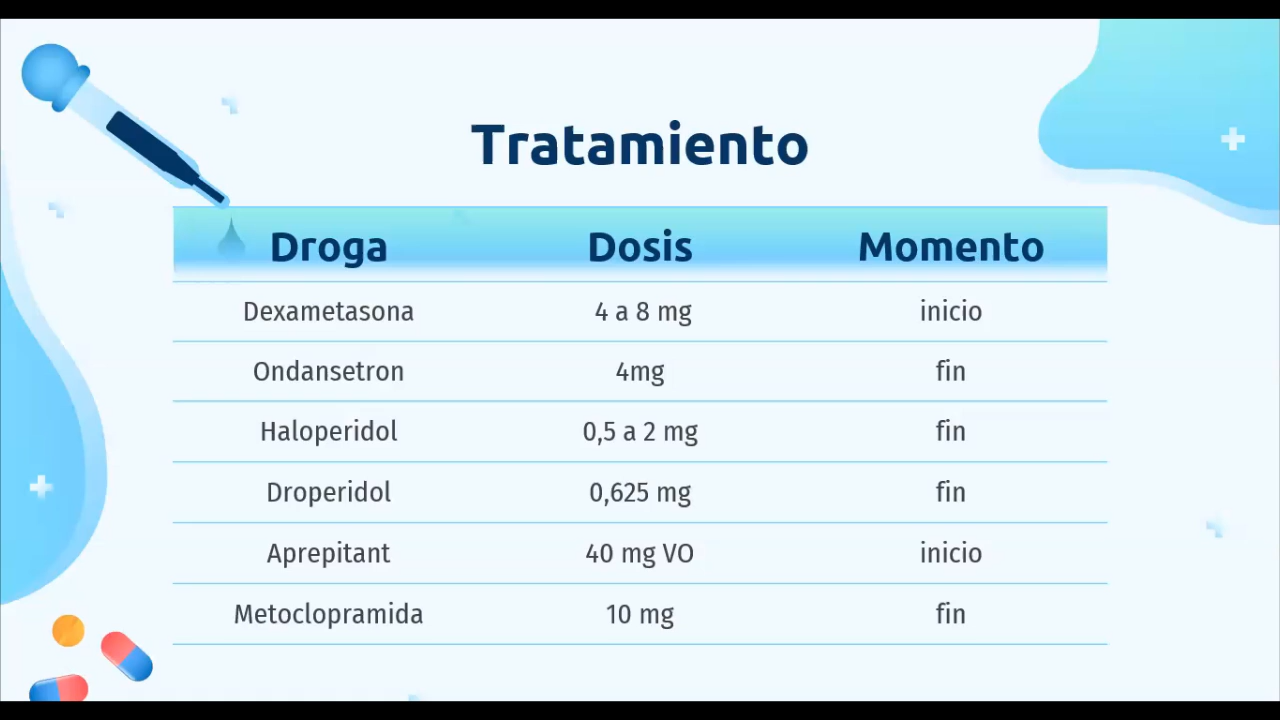 Tratamiento
Droga Dosis Momento
Dexametasona 4 a 8 mg inicio
Ondansetron 4mg fin
Haloperidol 0,5 a 2 mg fin
Droperidol 0,625 mg fin
Aprepitant 40 mg VO inicio
Metoclopramida 10 mg fin